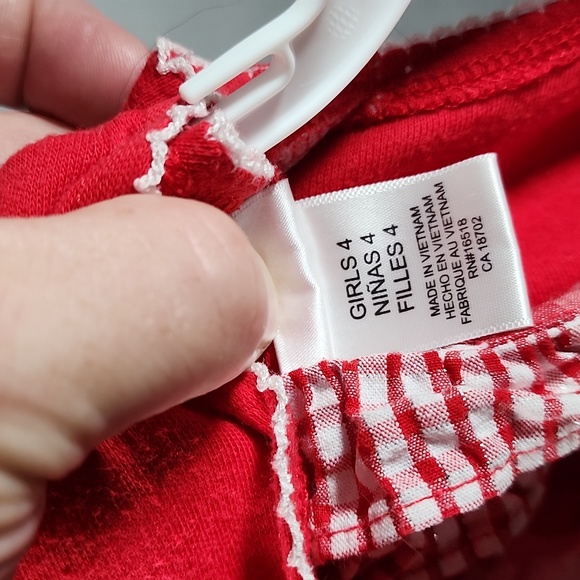 GIRLS 4
NIÑAS 4
FILLES 4
MADE IN VIETNAM
HECHO EN VIETNAM
FABRIQUE AU VIETNAM
RN#16518
CA 18702